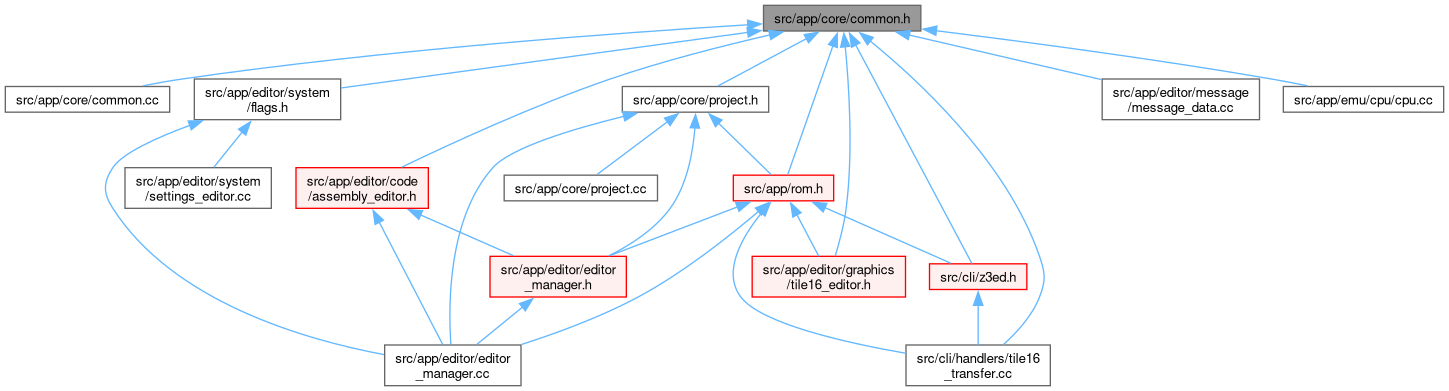 src/app/core/common.h
src/app/core/common.cc
src/app/editor/system
/flags.h
src/app/core/project.h
src/app/editor/message
/message_data.cc
src/app/emu/cpu/cpu.cc
src/app/editor/system
/settings_editor.cc
src/app/editor/code
/assembly_editor.h
src/app/core/project.cc
src/app/rom.h
src/app/editor/editor
_manager.h
src/app/editor/graphics
/tile16_editor.h
src/cli/z3ed.h
src/app/editor/editor
_manager.cc
src/cli/handlers/tile16
_transfer.cc